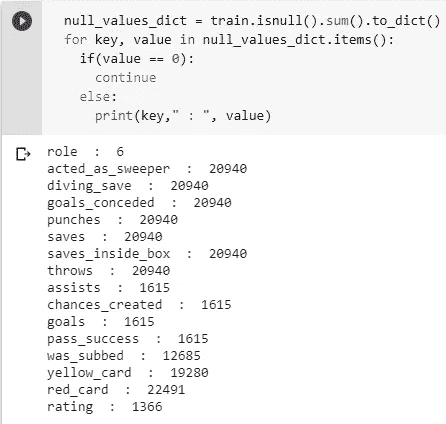 null_values_dict = train.isnull().sum().to_dict()
for key, value in null_values_dict.items():
  if(value == 0):
    continue
  else:
    print(key," : ", value)
role  :  6
acted_as_sweeper  :  20940
diving_save  :  20940
goals_conceded  :  20940
punches  :  20940
saves  :  20940
saves_inside_box  :  20940
throws  :  20940
assists  :  1615
chances_created  :  1615
goals  :  1615
pass_success  :  1615
was_subbed  :  12685
yellow_card  :  19280
red_card  :  22491
rating  :  1366